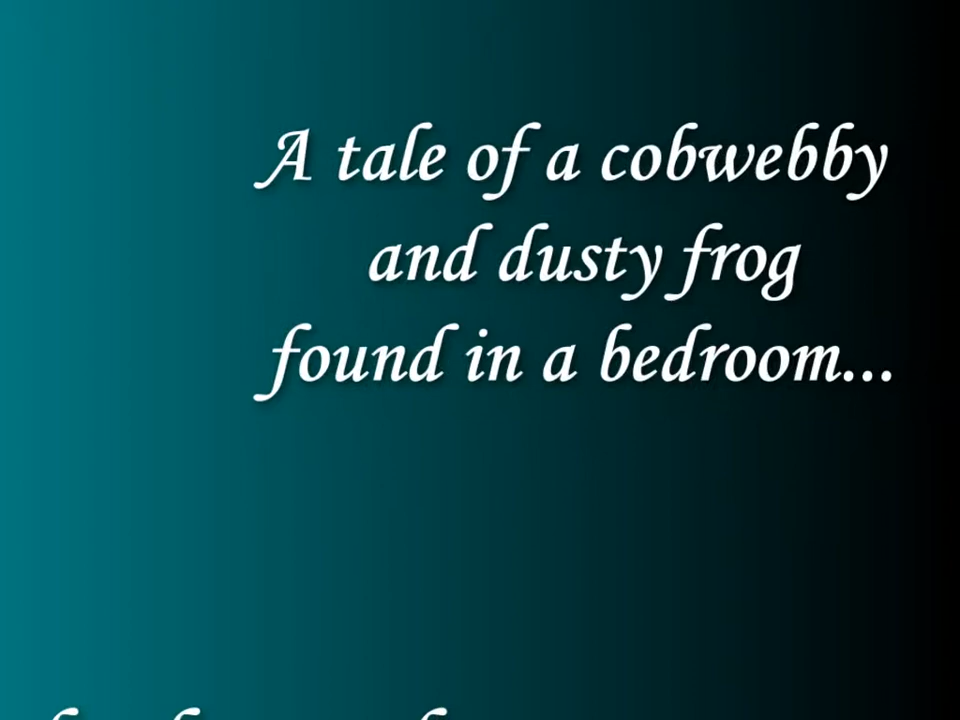 A tale of a cobwebby
and dusty frog
found in a bedroom...